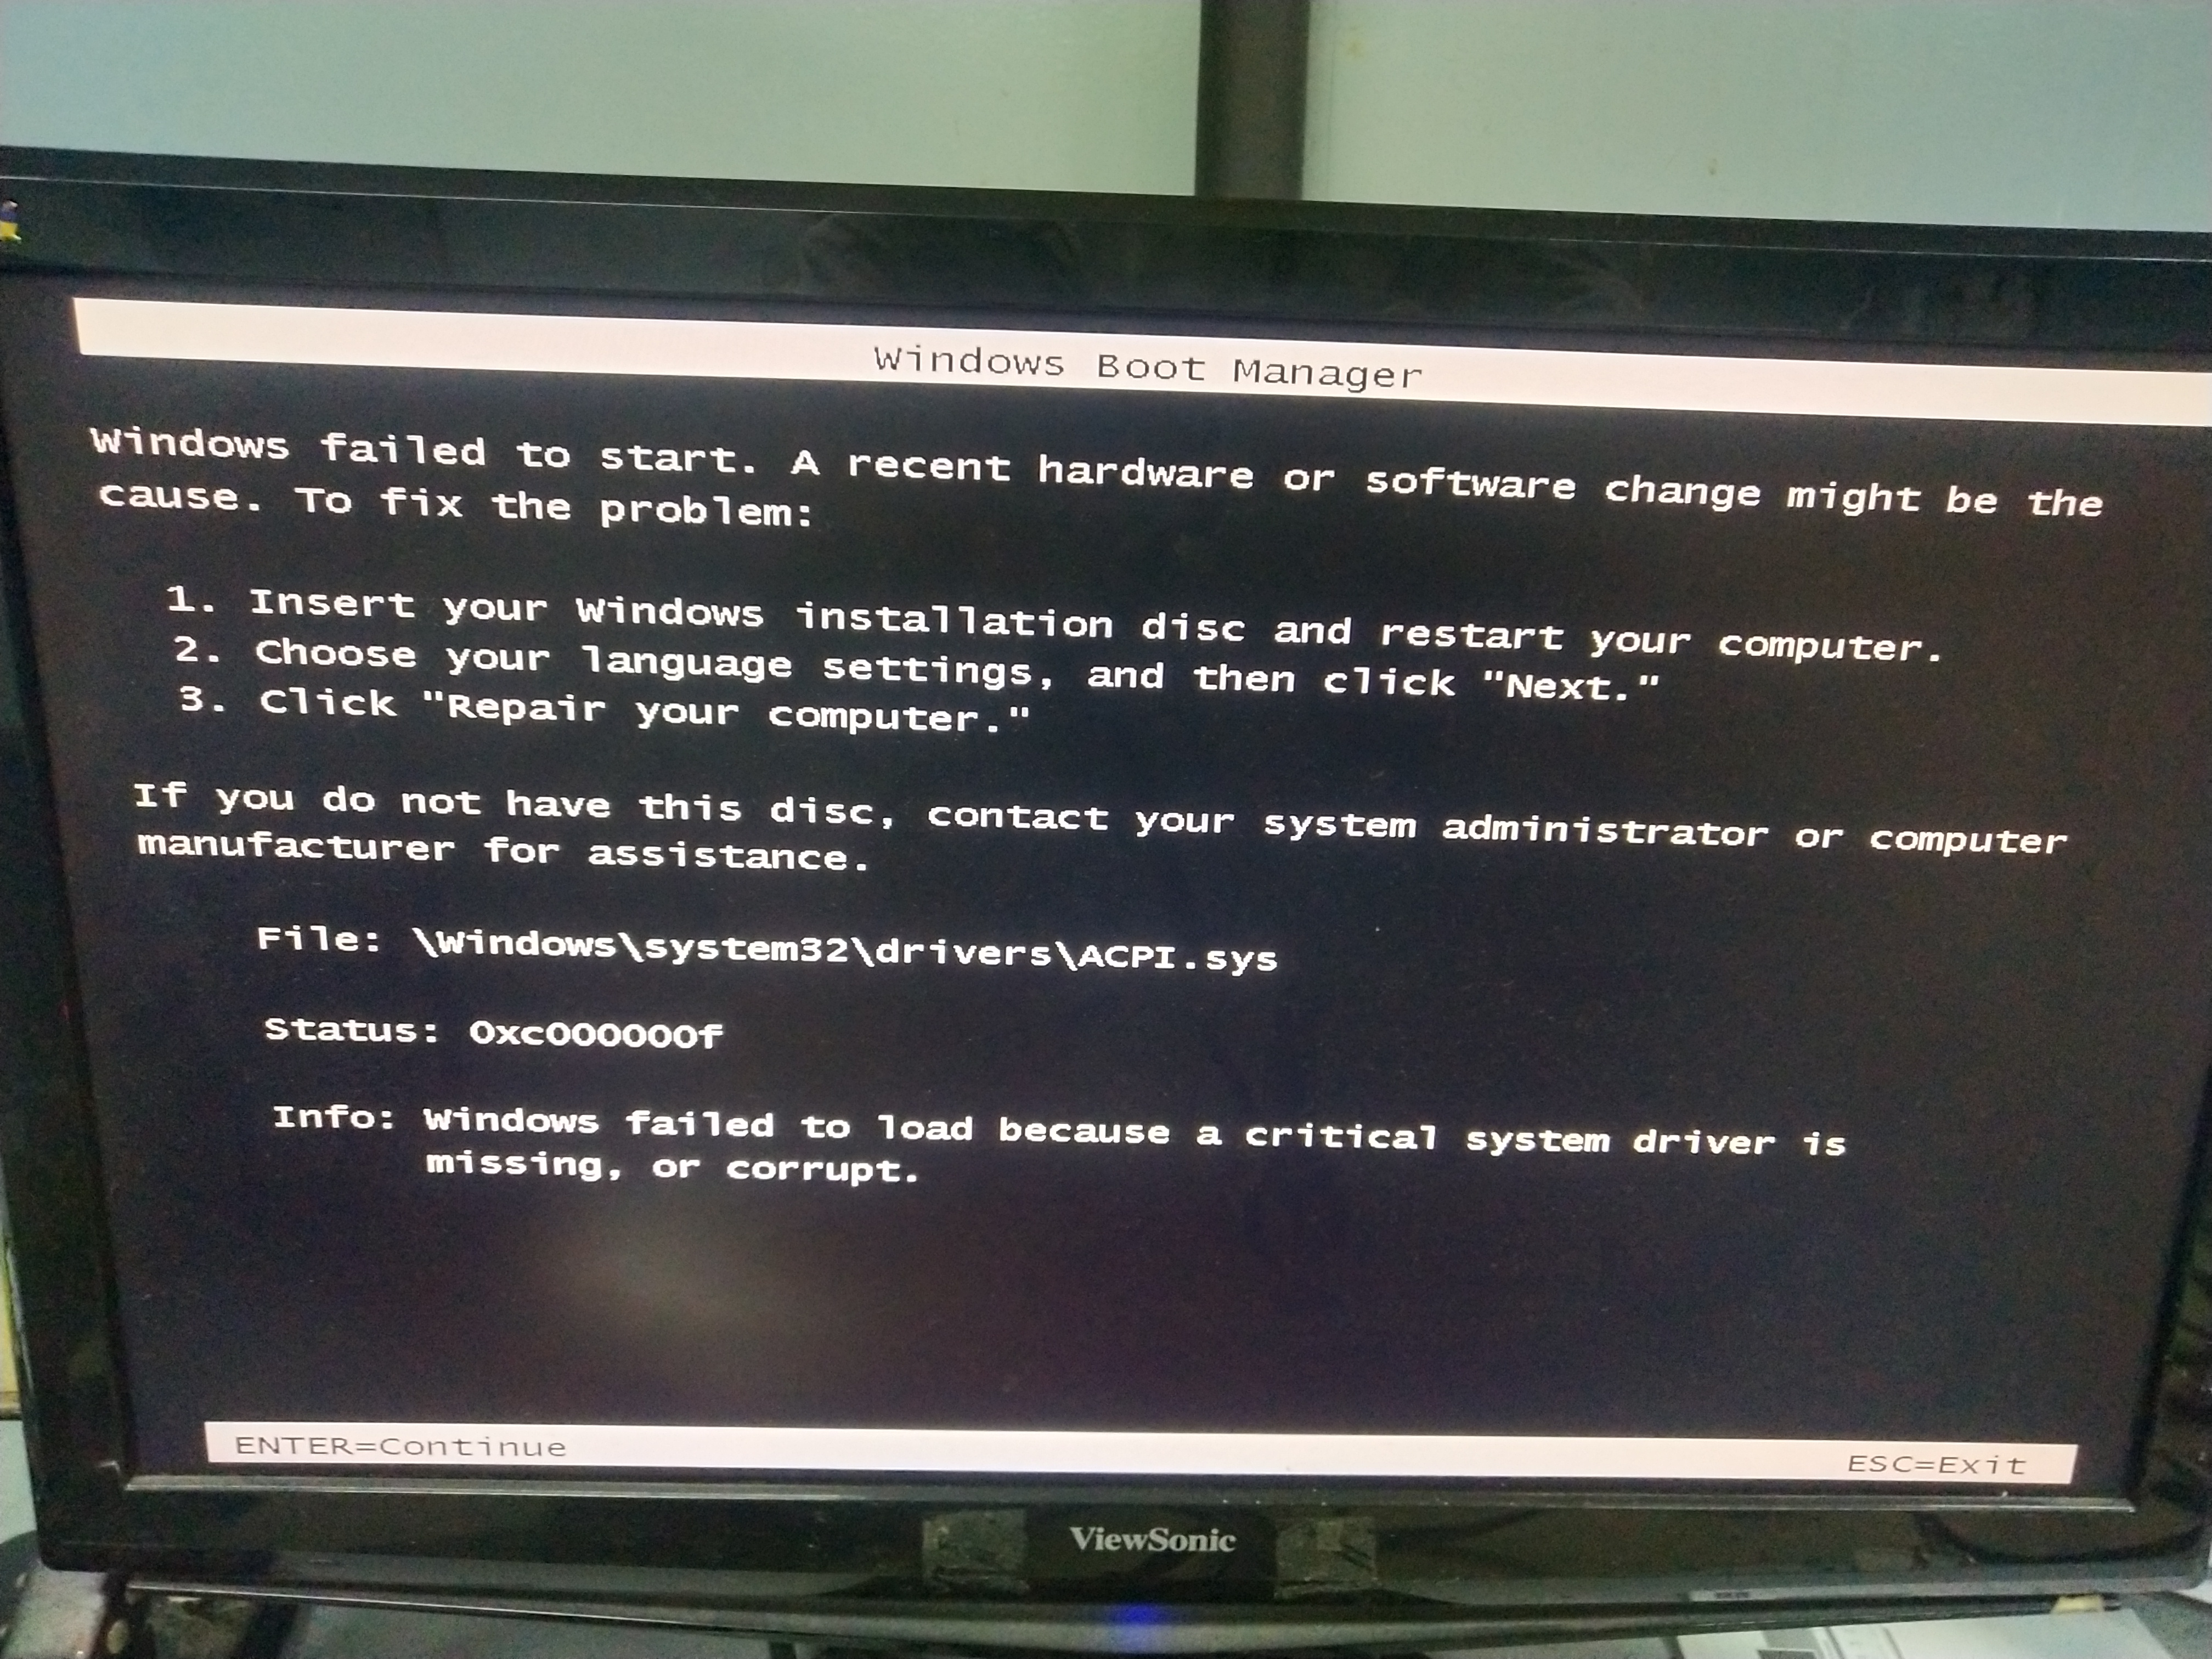 Windows Boot Manager
Windows failed to start. A recent hardware or software change might be the
cause. To fix the problem:
1. Insert your Windows installation disc and restart your computer.
2. Choose your language settings, and then click "Next."
3. Click "Repair your computer."
If you do not have this disc, contact your system administrator or computer
manufacturer for assistance.
File: \Windows\system32\drivers\ACPI.sys
Status: 0xc000000f
Info: Windows failed to load because a critical system driver is
missing, or corrupt.
ENTER=Continue
ESC=Exit
ViewSonic